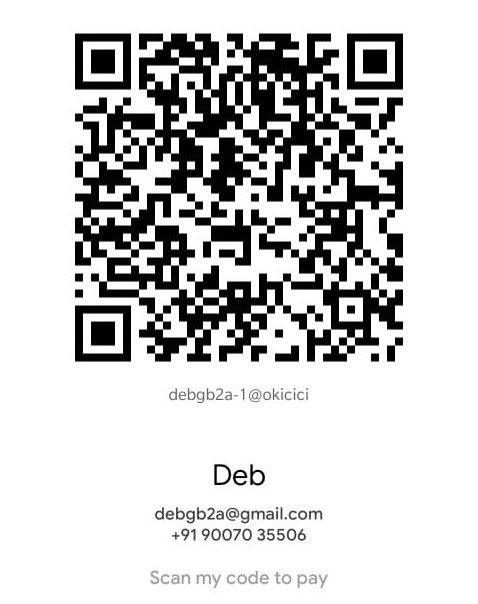 debgb2a-1@okicici
Deb
debgb2a@gmail.com
+91 90070 35506
Scan my code to pay